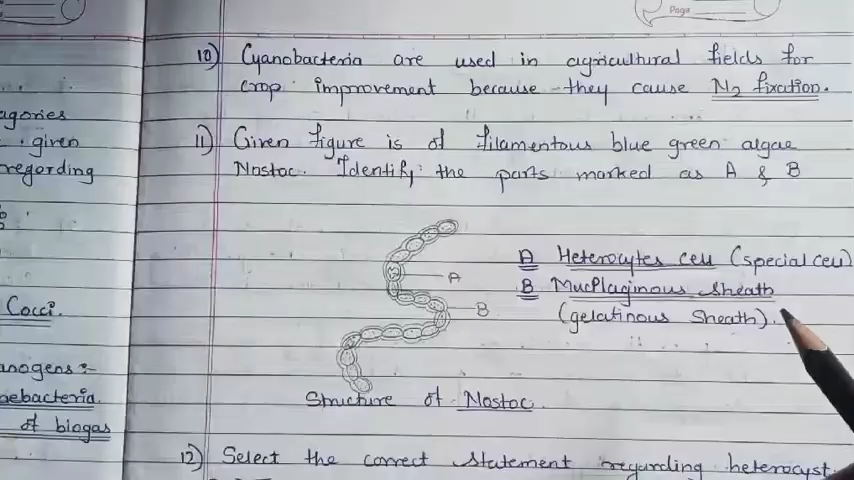 Page
agories
given
regarding
Cocci.
anogens :-
aebacteria.
of biogas
10) Cyanobacteria are used in agricultural fields for
crop improvement because they cause N2 fixation.
11) Given figure is of filamentous blue green algae
Nostoc. Identify the parts marked as A & B
A
B
A Heterocytes cell (special cell)
B Mucplaginous sheath
(gelatinous Sheath).
Structure of Nostoc.
12) Select the correct statement regarding heterocyst.